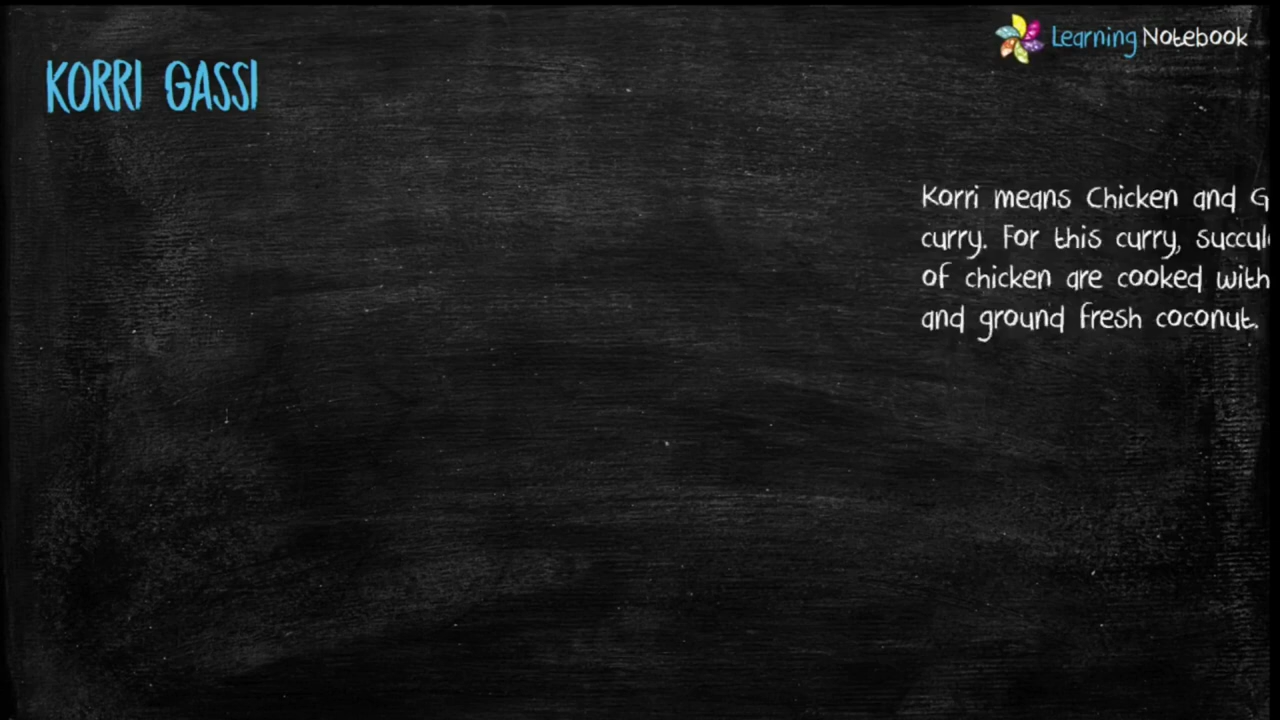 Learning Notebook
KORRI GASSI
Korri means Chicken and G
curry. For this curry, succul
of chicken are cooked with
and ground fresh coconut.